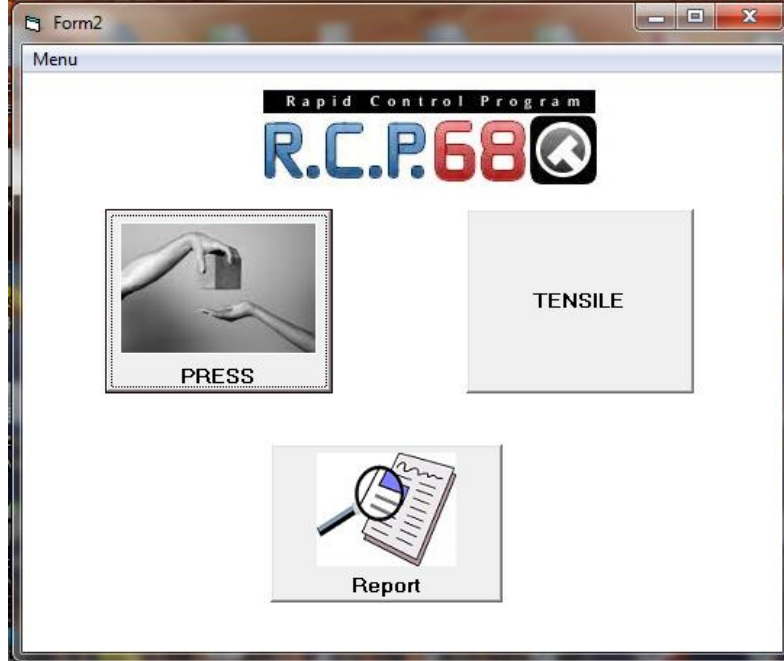 Form2
Menu
Rapid Control Program
R.C.P.68
PRESS
TENSILE
Report